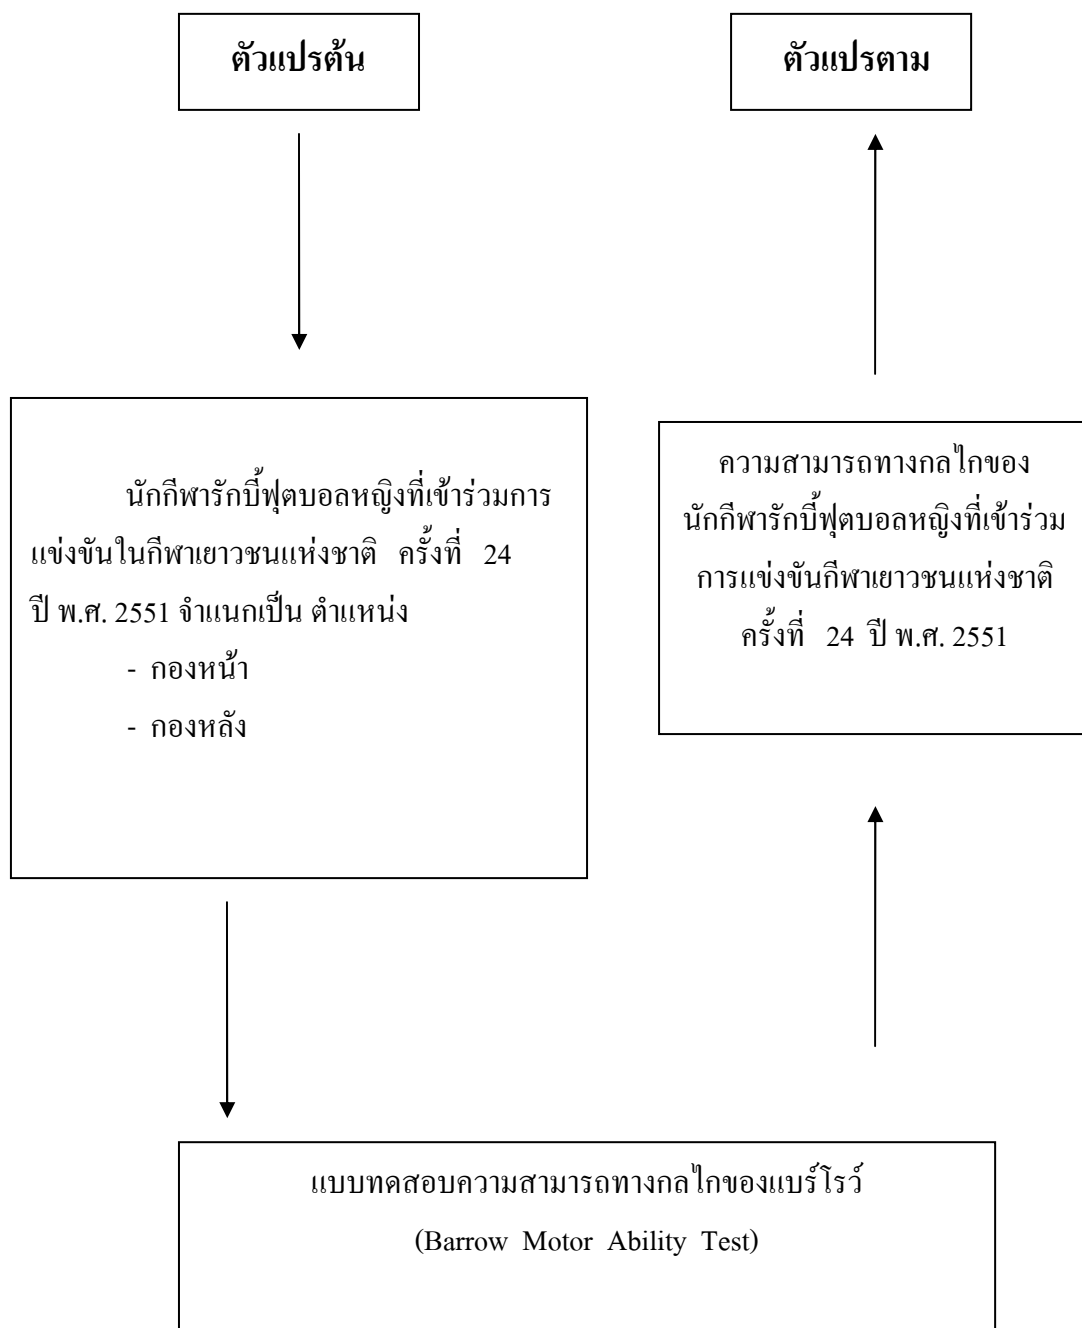 ตัวแปรต้น
ตัวแปรตาม
นักกีฬารักบี้ฟุตบอลหญิงที่เข้าร่วมการ
แข่งขันในกีฬาเยาวชนแห่งชาติ ครั้งที่ 24
ปี พ.ศ. 2551 จำแนกเป็น ตำแหน่ง
- กองหน้า
- กองหลัง
ความสามารถทางกลไกของ
นักกีฬารักบี้ฟุตบอลหญิงที่เข้าร่วม
การแข่งขันกีฬาเยาวชนแห่งชาติ
ครั้งที่ 24 ปี พ.ศ. 2551
แบบทดสอบความสามารถทางกลไกของแบร์โรว์
(Barrow Motor Ability Test)